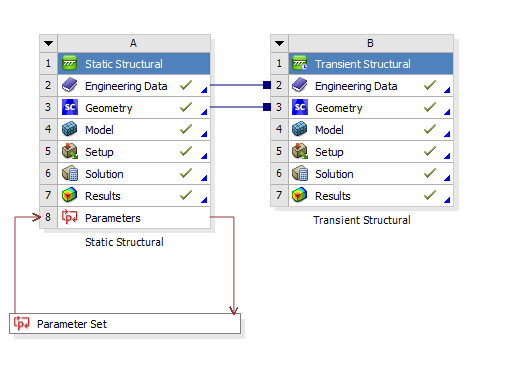 A
1 Static Structural
2 Engineering Data
3 SC Geometry
4 Model
5 Setup
6 Solution
7 Results
8 Parameters
Static Structural
B
1 Transient Structural
2 Engineering Data
3 SC Geometry
4 Model
5 Setup
6 Solution
7 Results
Transient Structural
Parameter Set